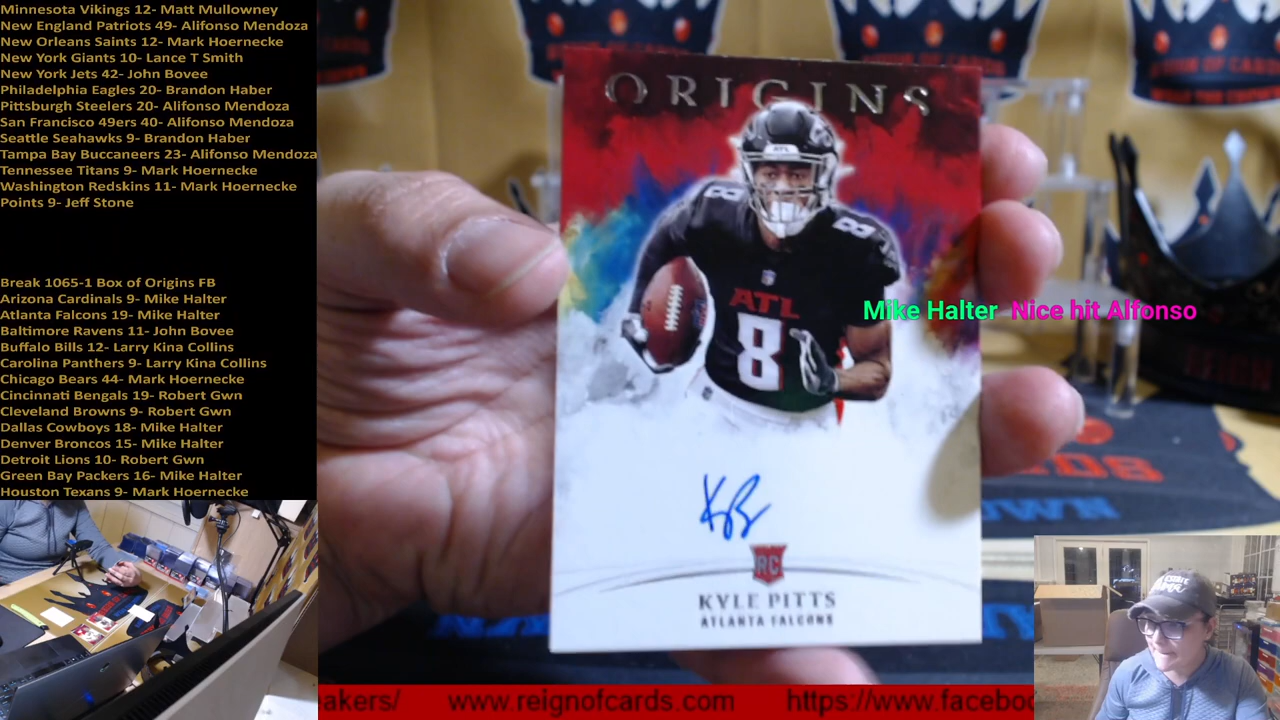 Minnesota Vikings 12- Matt Mullowney
New England Patriots 49- Alifonso Mendoza
New Orleans Saints 12- Mark Hoernecke
New York Giants 10- Lance T Smith
New York Jets 42- John Bovee
Philadelphia Eagles 20- Brandon Haber
Pittsburgh Steelers 20- Alifonso Mendoza
San Francisco 49ers 40- Alifonso Mendoza
Seattle Seahawks 9- Brandon Haber
Tampa Bay Buccaneers 23- Alifonso Mendoza
Tennessee Titans 9- Mark Hoernecke
Washington Redskins 11- Mark Hoernecke
Points 9- Jeff Stone
Break 1065-1 Box of Origins FB
Arizona Cardinals 9- Mike Halter
Atlanta Falcons 19- Mike Halter
Baltimore Ravens 11- John Bovee
Buffalo Bills 12- Larry Kina Collins
Carolina Panthers 9- Larry Kina Collins
Chicago Bears 44- Mark Hoernecke
Cincinnati Bengals 19- Robert Gwn
Cleveland Browns 9- Robert Gwn
Dallas Cowboys 18- Mike Halter
Denver Broncos 15- Mike Halter
Detroit Lions 10- Robert Gwn
Green Bay Packers 16- Mike Halter
Houston Texans 9- Mark Hoernecke
ORIGINS
ATL
8
8
ATL
8
RC
KYLE PITTS
ATLANTA FALCONS
Mike Halter Nice hit Alfonso
akers/ www.reignofcards.com https://www.facebo